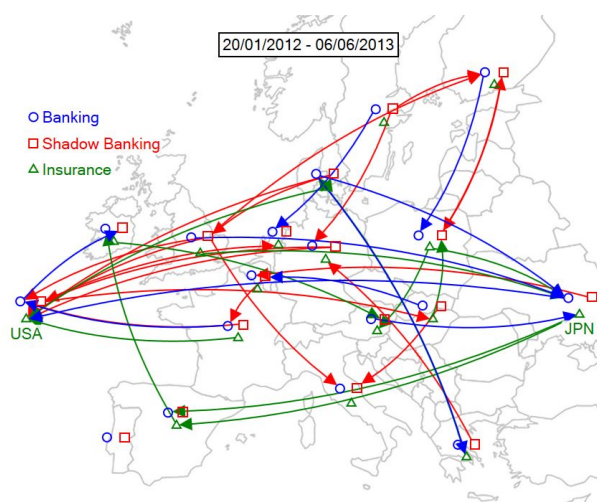 20/01/2012 - 06/06/2013
Banking
Shadow Banking
Insurance
USA
JPN